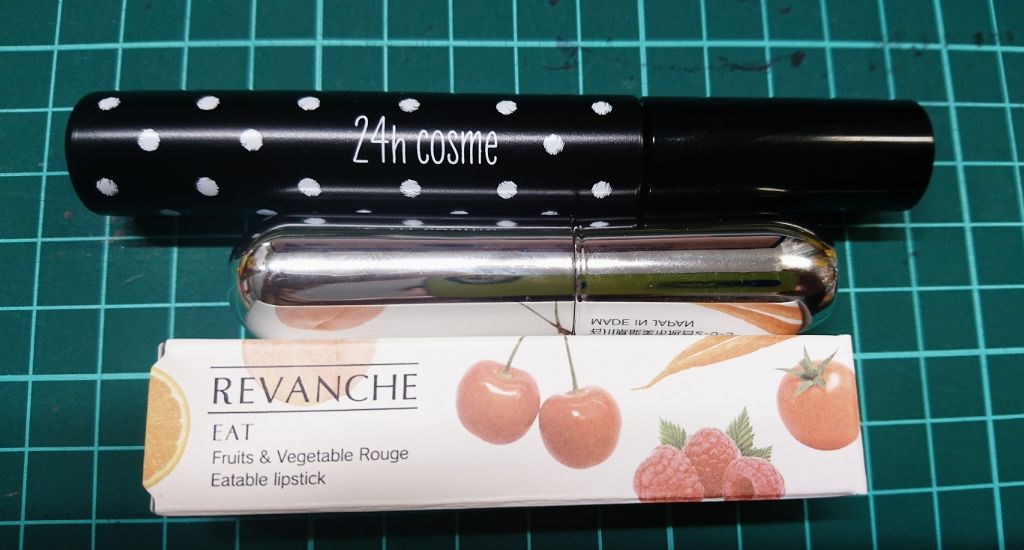 24h cosme
MADE IN JAPAN
REVANCHE
EAT
Fruits & Vegetable Rouge
Eatable lipstick